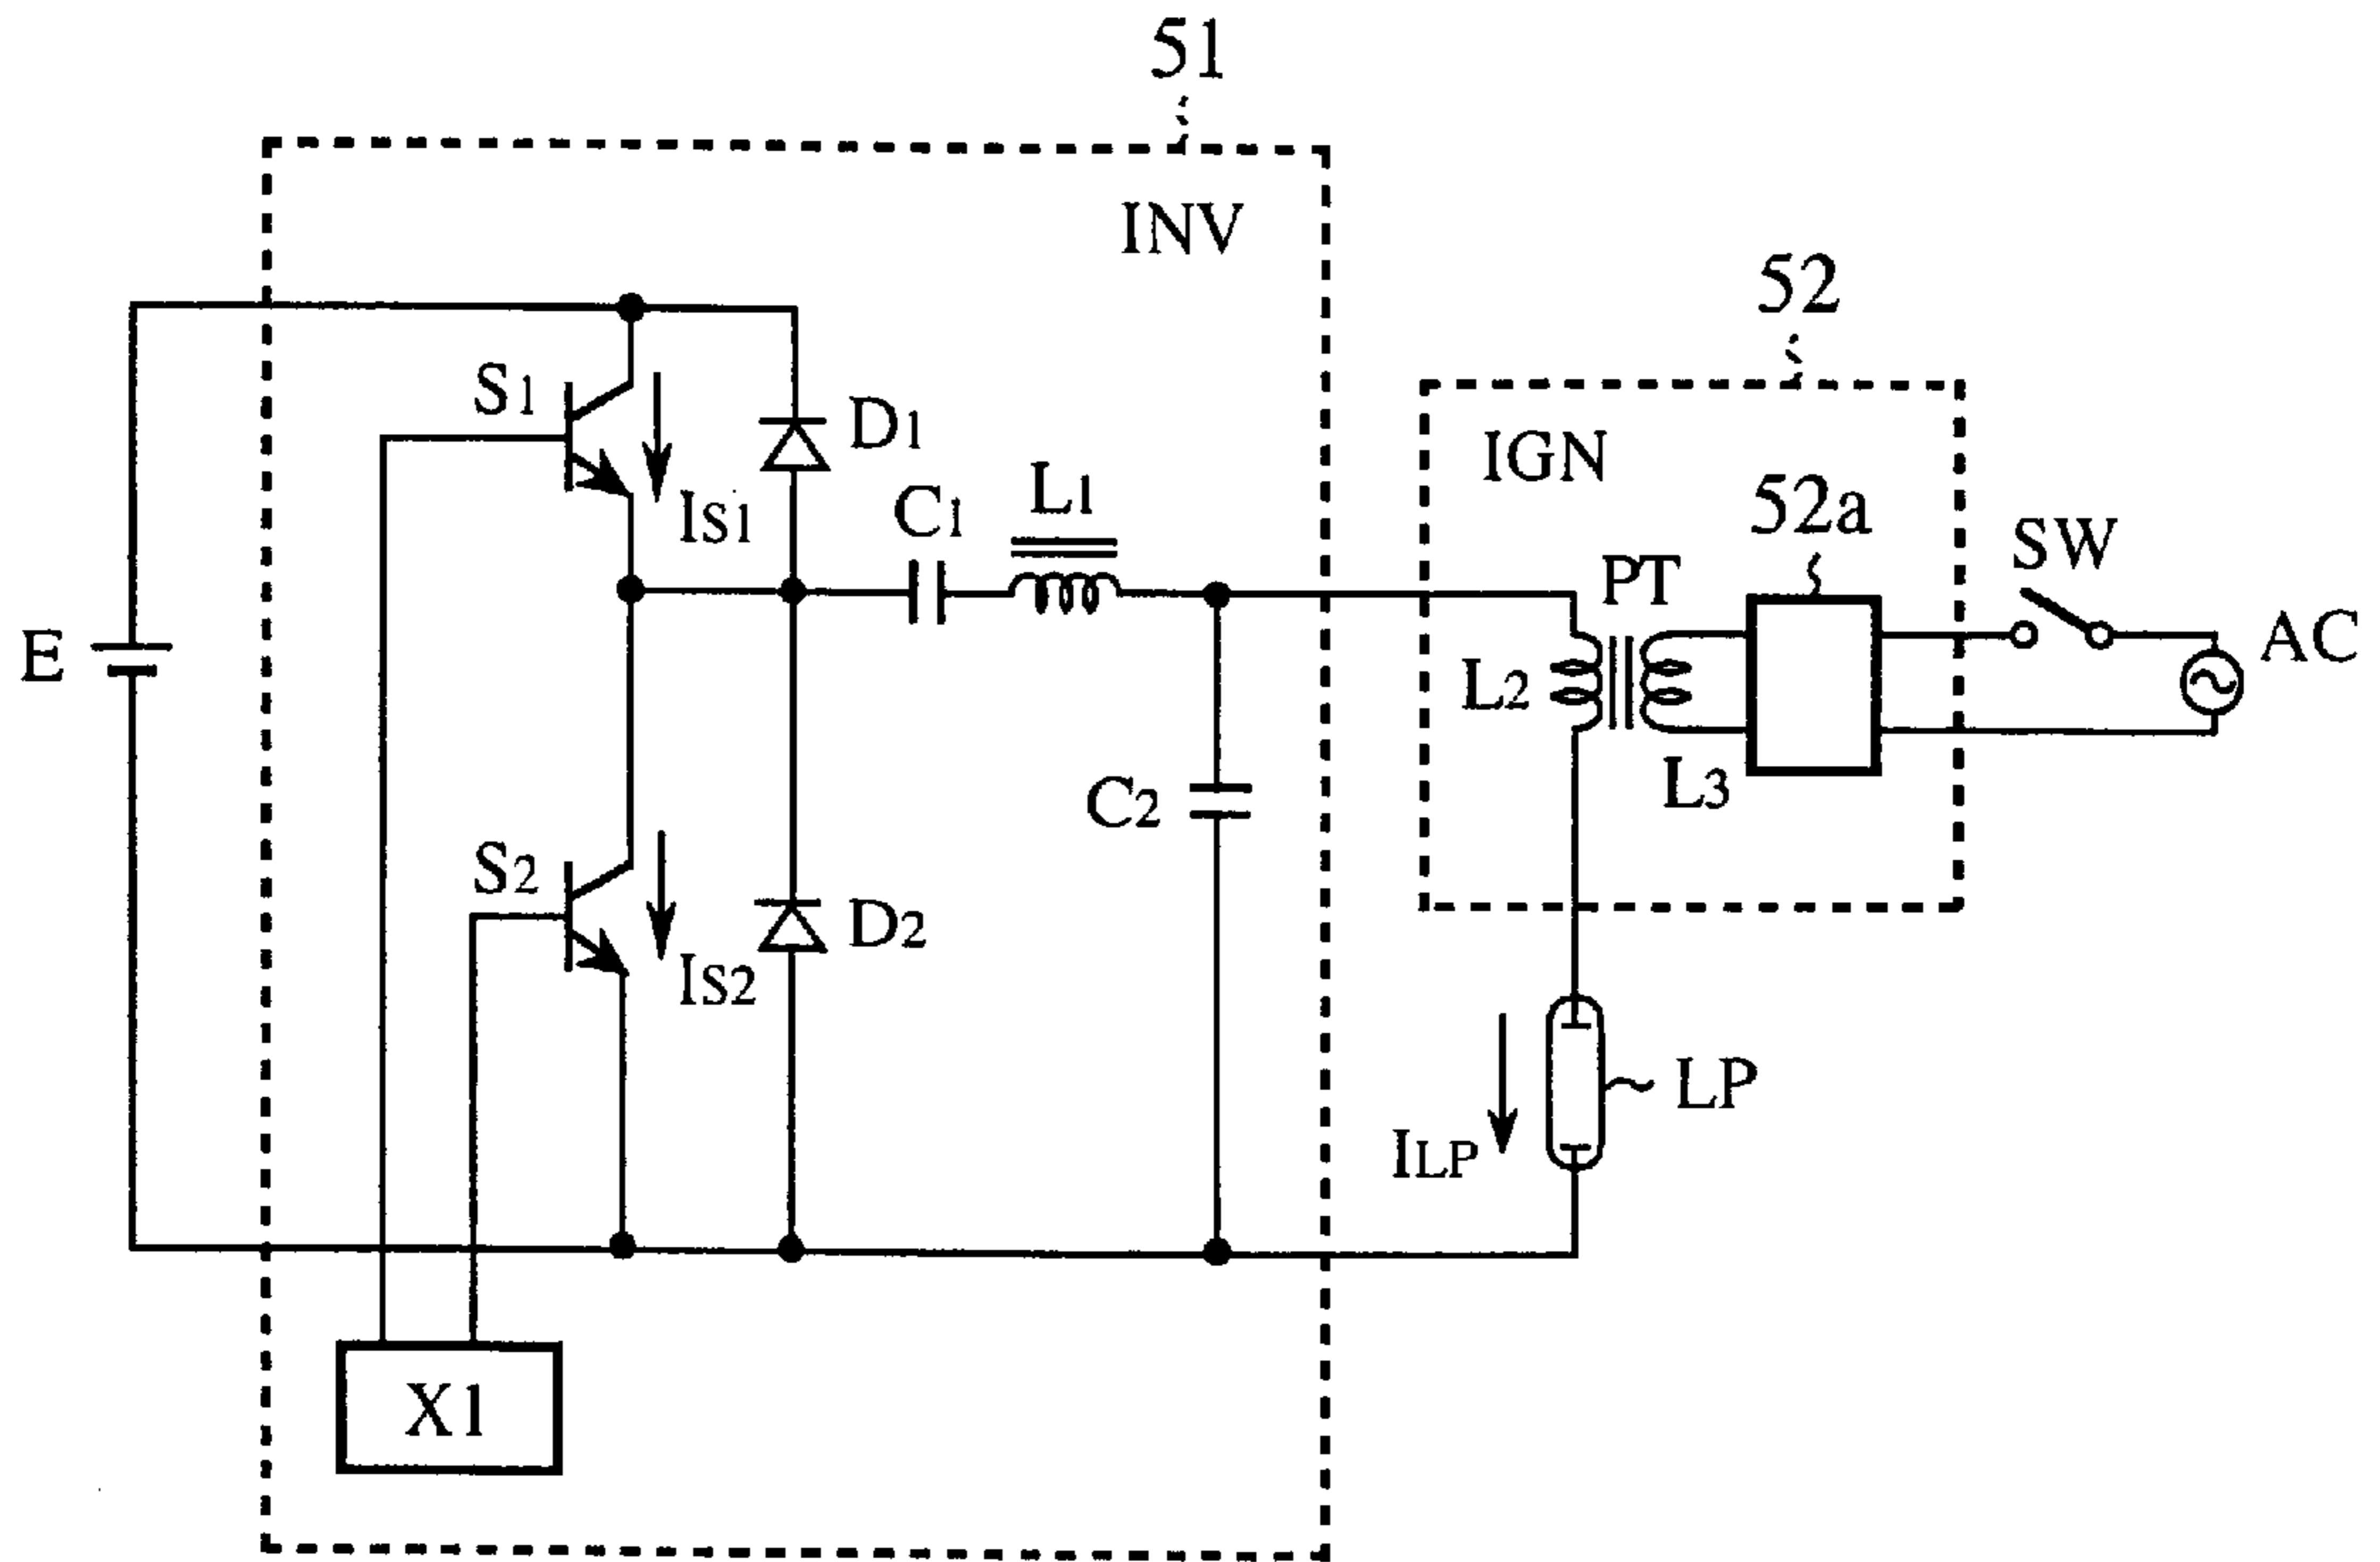 51
INV
52
IGN
S1
D1
IS1
C1
L1
52a
SW
PT
AC
E
L2
L3
C2
S2
D2
IS2
LP
ILP
X1